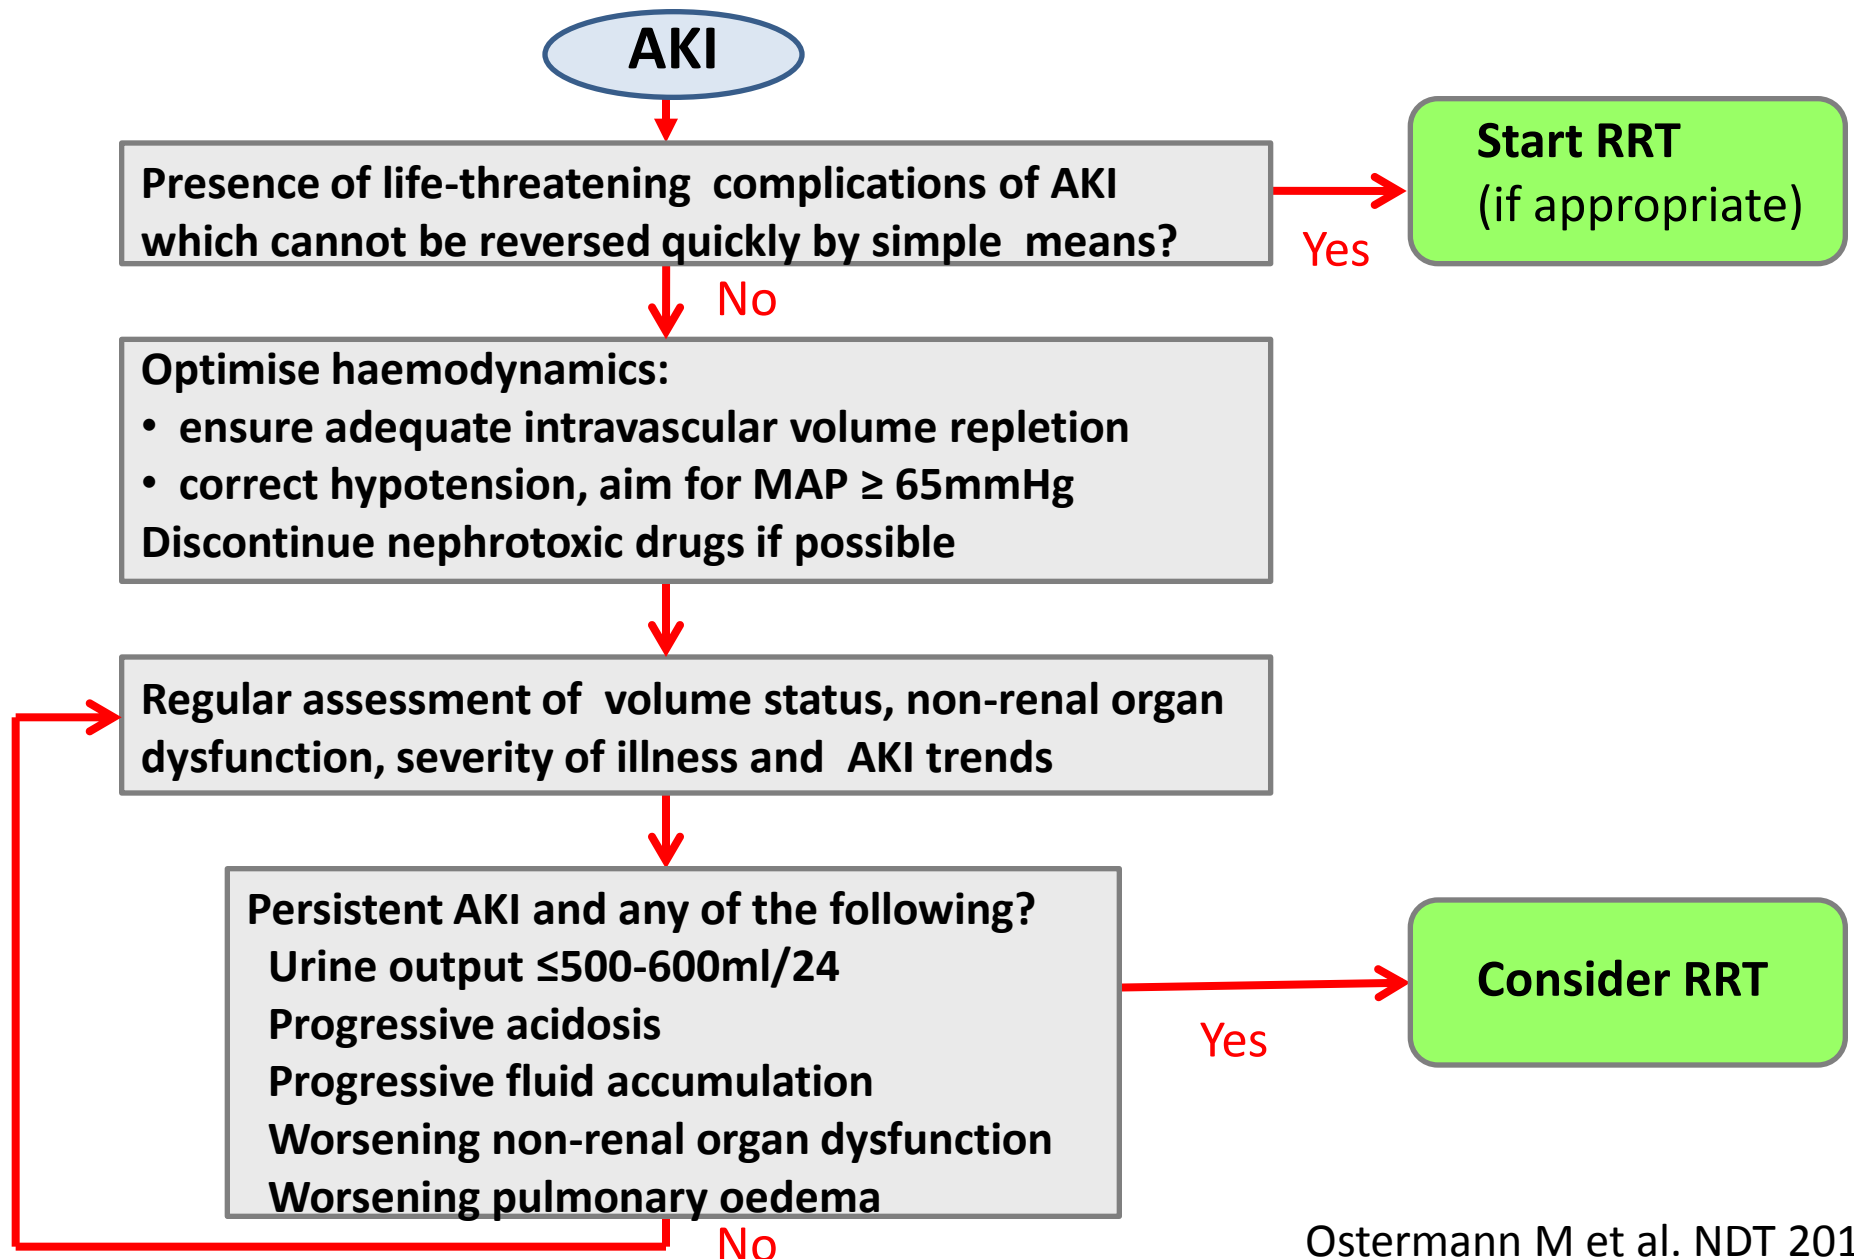 AKI
Presence of life-threatening complications of AKI
which cannot be reversed quickly by simple means?
Yes
Start RRT
(if appropriate)
No
Optimise haemodynamics:
• ensure adequate intravascular volume repletion
• correct hypotension, aim for MAP ≥ 65mmHg
Discontinue nephrotoxic drugs if possible
Regular assessment of volume status, non-renal organ
dysfunction, severity of illness and AKI trends
Persistent AKI and any of the following?
Urine output ≤500-600ml/24
Progressive acidosis
Progressive fluid accumulation
Worsening non-renal organ dysfunction
Worsening pulmonary oedema
Yes
Consider RRT
No
Ostermann M et al. NDT